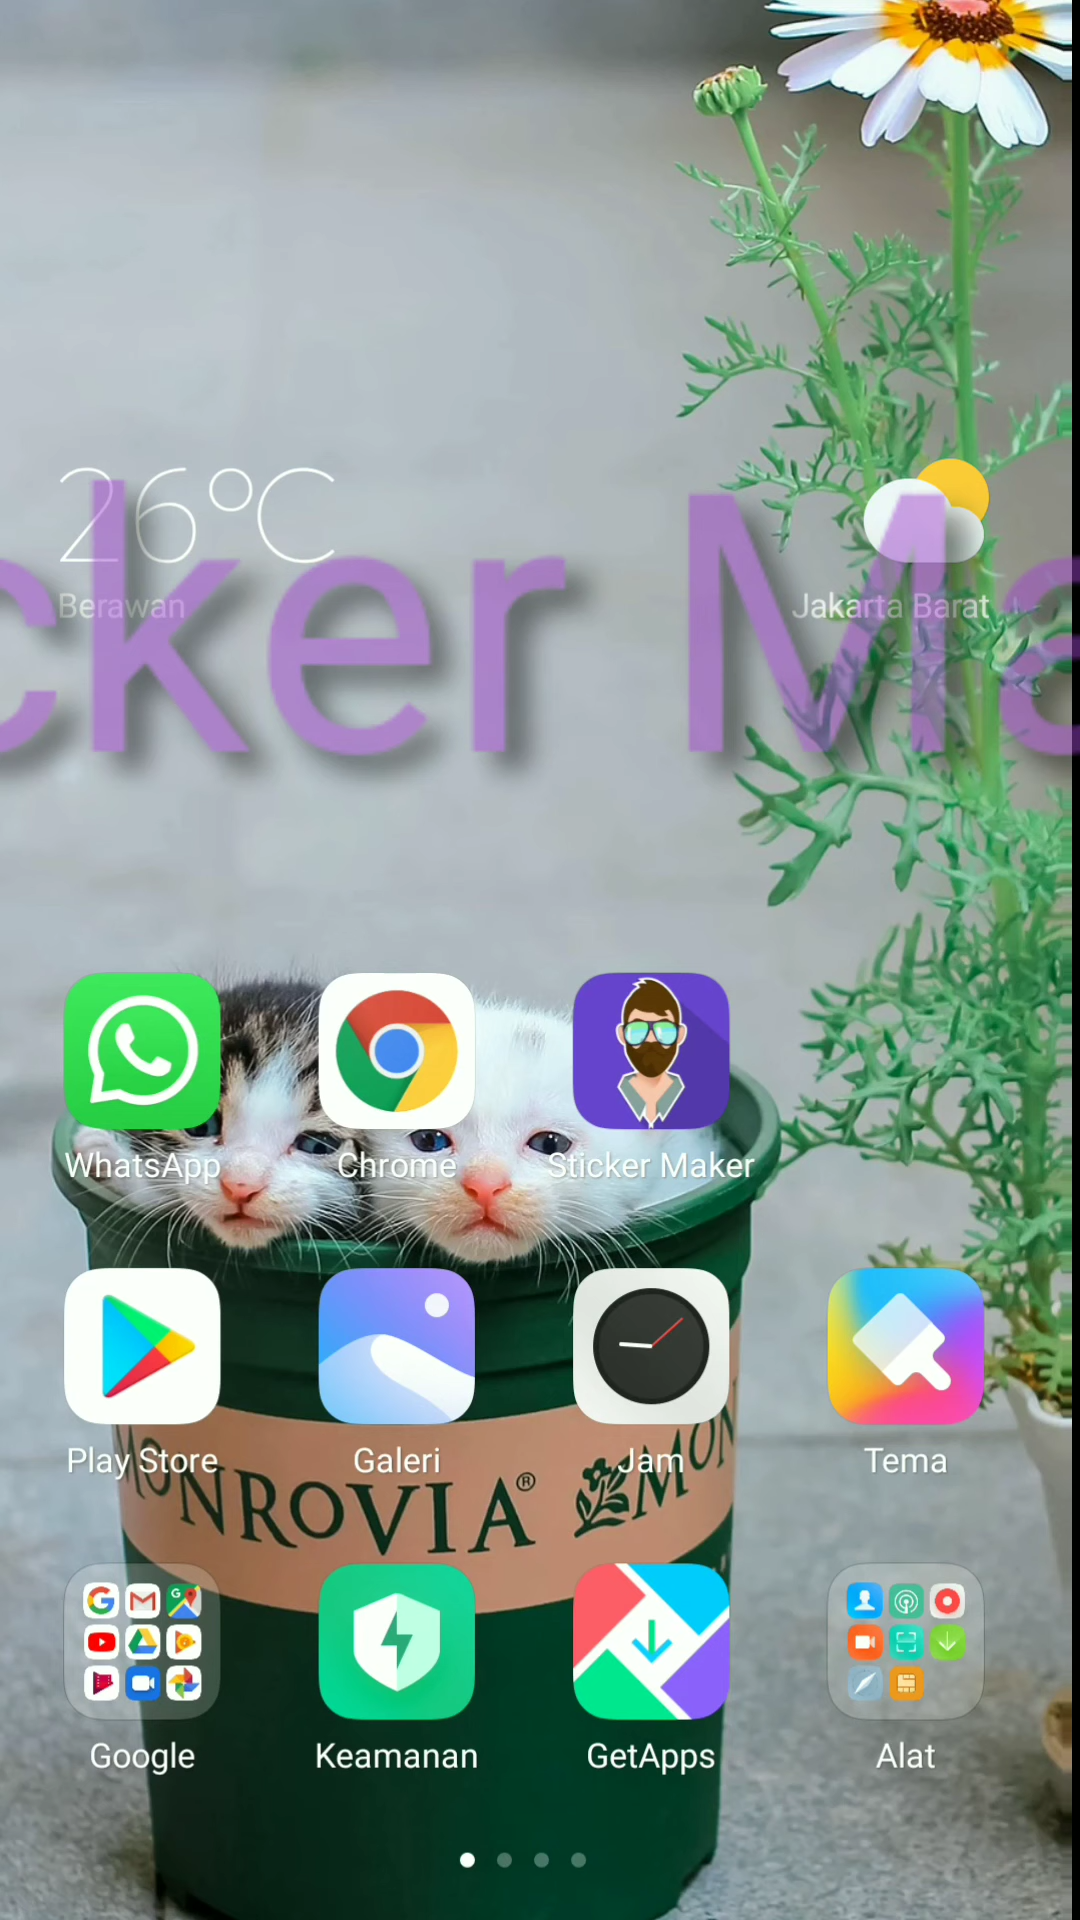 26°C
Berawan
Jakarta Barat
cker Ma
WhatsApp
Chrome
Sticker Maker
Play Store
Galeri
Jam
Tema
MONROVIA®
MON
Google
Keamanan
GetApps
Alat